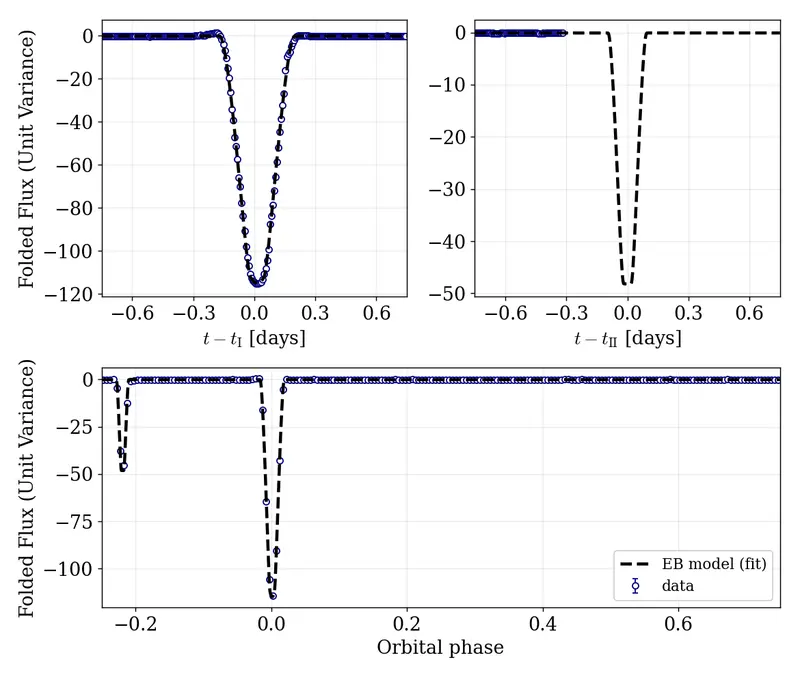 Folded Flux (Unit Variance)
0
−20
−40
−60
−80
−100
−120
−0.6 −0.3 0.0 0.3 0.6
t − tI [days]
0
−10
−20
−30
−40
−50
−0.6 −0.3 0.0 0.3 0.6
t − tII [days]
Folded Flux (Unit Variance)
0
−25
−50
−75
−100
−0.2 0.0 0.2 0.4 0.6
Orbital phase
EB model (fit)
data